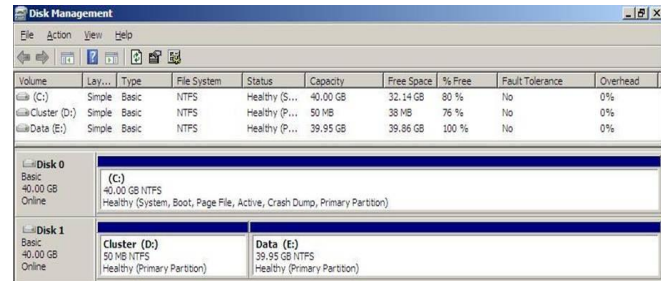 Disk Management
File Action View Help
Volume Lay... Type File System Status Capacity Free Space % Free Fault Tolerance Overhead
(C:) Simple Basic NTFS Healthy (S... 40.00 GB 32.14 GB 80 % No 0%
Cluster (D:) Simple Basic NTFS Healthy (P... 50 MB 38 MB 76 % No 0%
Data (E:) Simple Basic NTFS Healthy (P... 39.95 GB 39.86 GB 100 % No 0%
Disk 0
Basic
40.00 GB
Online
(C:)
40.00 GB NTFS
Healthy (System, Boot, Page File, Active, Crash Dump, Primary Partition)
Disk 1
Basic
40.00 GB
Online
Cluster (D:)
50 MB NTFS
Healthy (Primary Partition)
Data (E:)
39.95 GB NTFS
Healthy (Primary Partition)